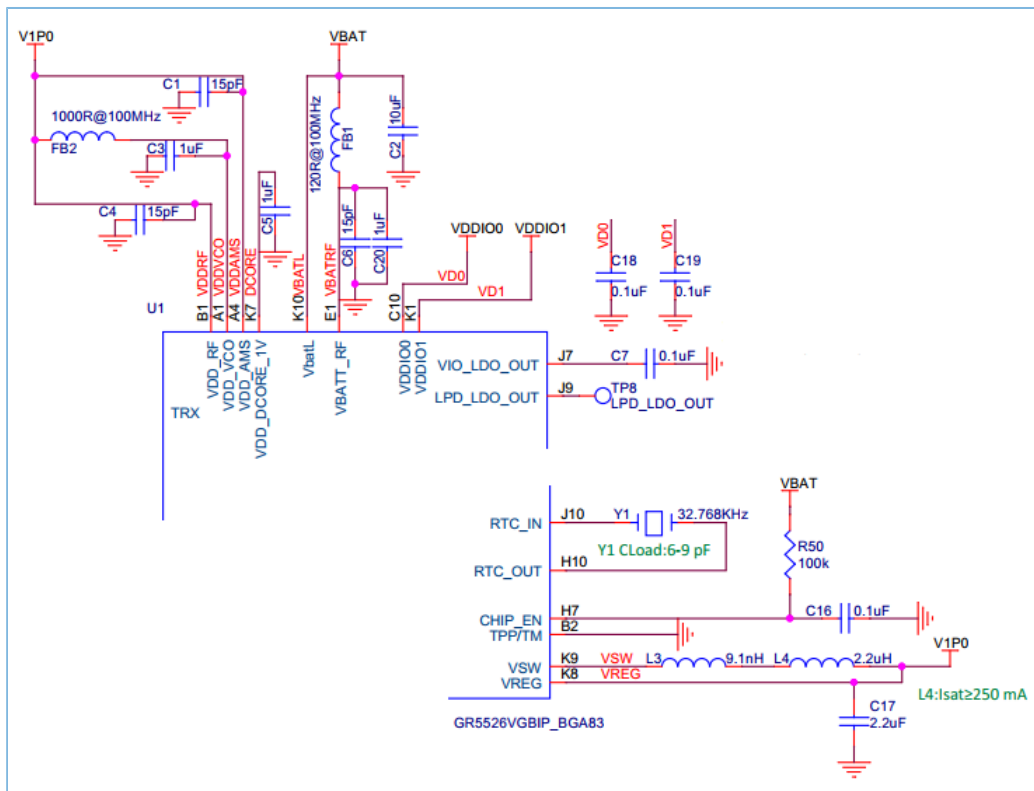 V1P0
VBAT
C1
15pF
1000R@100MHz
FB2
C3
1uF
C4
15pF
1uF
C5
120R@100MHz
FB1
10uF
C2
15pF
C6
1uF
C20
VDDIO0
VDDIO1
VD0
VD1
VD0
C18
0.1uF
VD1
C19
0.1uF
U1
B1
VDDRF
A1
VDDVCO
A4
VDDAMS
K7
DCORE
K10
VBATL
E1
VBATRF
C10
K1
VDD_RF
VDD_VCO
VDD_AMS
VDD_DCORE_1V
VbatL
VBATT_RF
VDDIO0
VDDIO1
TRX
VIO_LDO_OUT
J7
C7
0.1uF
LPD_LDO_OUT
J9
TP8
LPD_LDO_OUT
VBAT
RTC_IN
J10
Y1
32.768KHz
Y1 CLoad:6-9 pF
RTC_OUT
H10
R50
100k
CHIP_EN
H7
C16
0.1uF
TPP/TM
B2
V1P0
VSW
K9
VSW
L3
9.1nH
L4
2.2uH
VREG
K8
VREG
L4:Isat≥250 mA
C17
2.2uF
GR5526VGBIP_BGA83